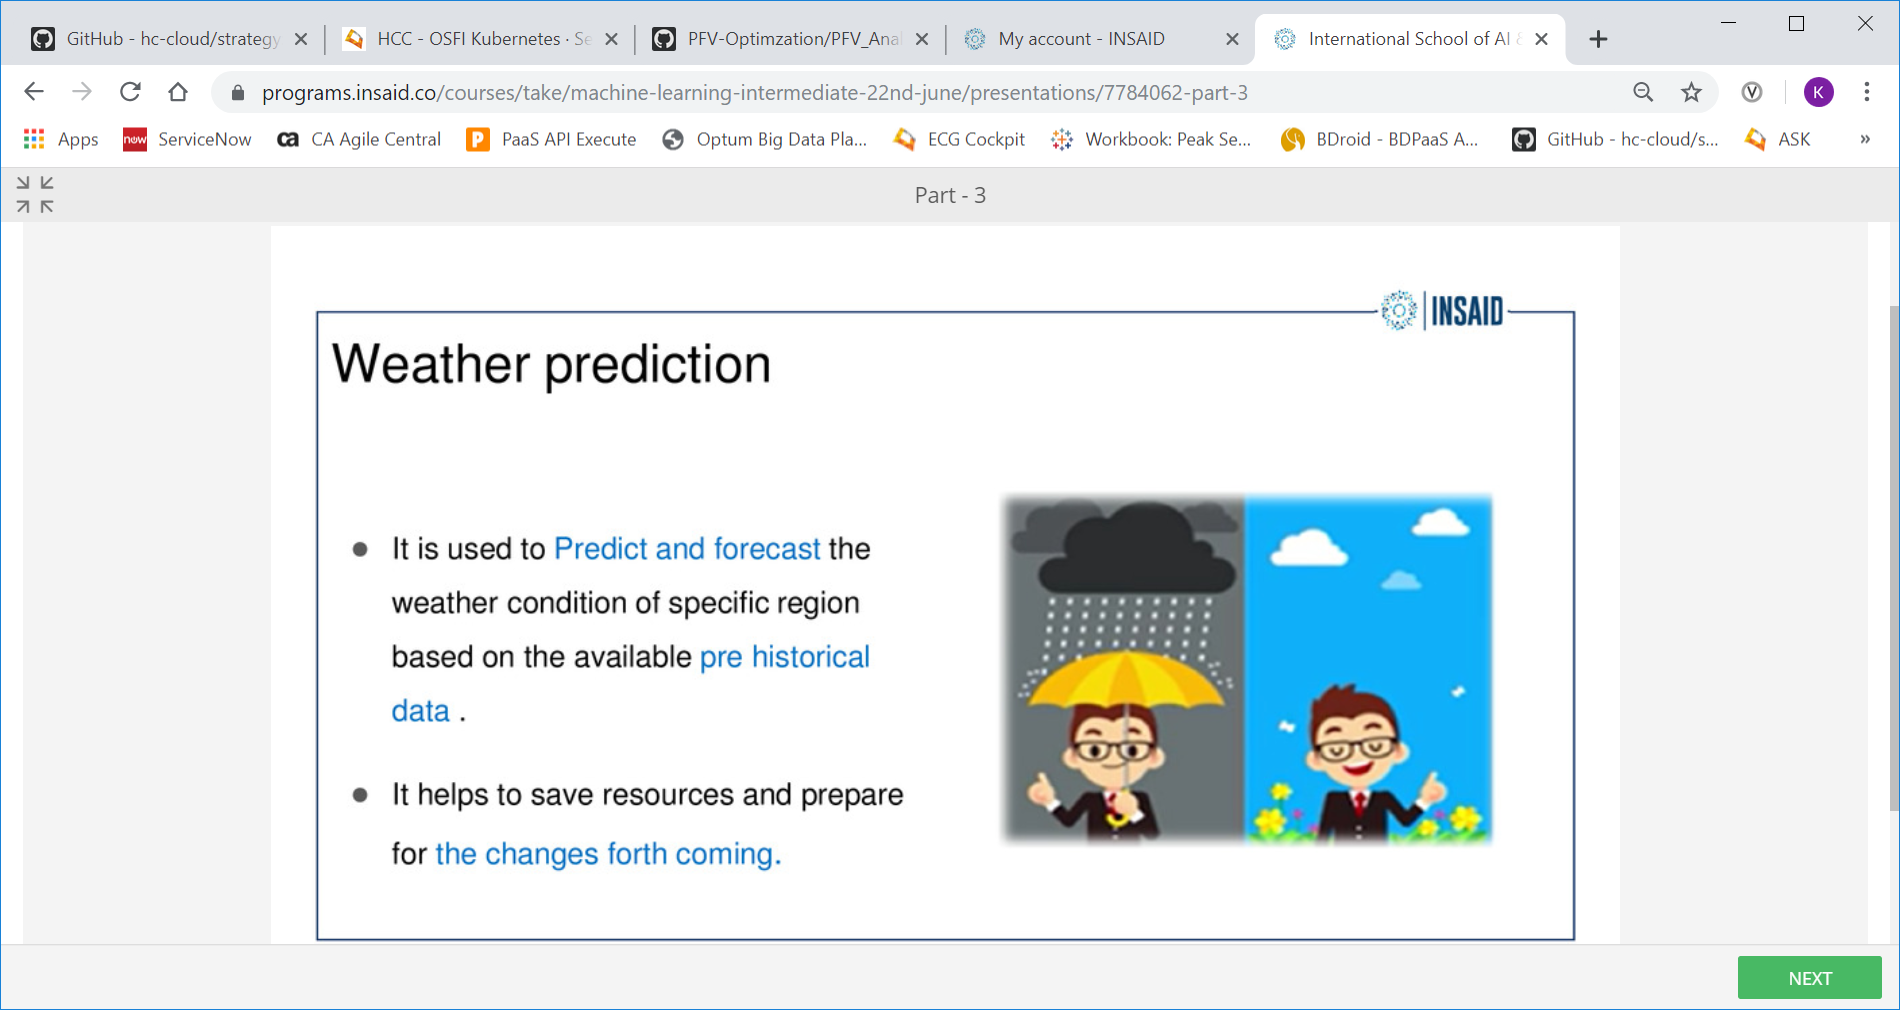 GitHub - hc-cloud/strategy
HCC - OSFI Kubernetes · Se
PFV-Optimzation/PFV_Anal
My account - INSAID
International School of AI &
programs.insaid.co/courses/take/machine-learning-intermediate-22nd-june/presentations/7784062-part-3
K
Apps
now
ServiceNow
ca
CA Agile Central
P
PaaS API Execute
Optum Big Data Pla...
ECG Cockpit
Workbook: Peak Se...
BDroid - BDPaaS A...
GitHub - hc-cloud/s...
ASK
»
Part - 3
INSAID
Weather prediction
● It is used to Predict and forecast the
weather condition of specific region
based on the available pre historical
data .
● It helps to save resources and prepare
for the changes forth coming.
NEXT